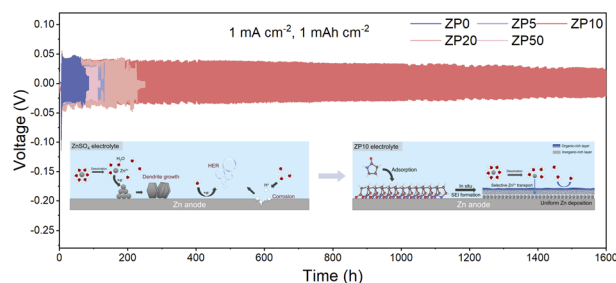 1 mA cm⁻², 1 mAh cm⁻²
ZP0 ZP5 ZP10
ZP20 ZP50
Voltage (V)
0.10
0.05
0.00
-0.05
-0.10
-0.15
-0.20
-0.25
ZnSO₄ electrolyte
Desolvation
H₂O
Zn²⁺
+e⁻
Dendrite growth
HER
+e⁻
H⁺
Corrosion
Zn anode
ZP10 electrolyte
Adsorption
In situ
SEI formation
Organic-rich layer
Inorganic-rich layer
Desolvation
Selective Zn²⁺ transport
Uniform Zn deposition
Zn anode
0 200 400 600 800 1000 1200 1400 1600
Time (h)